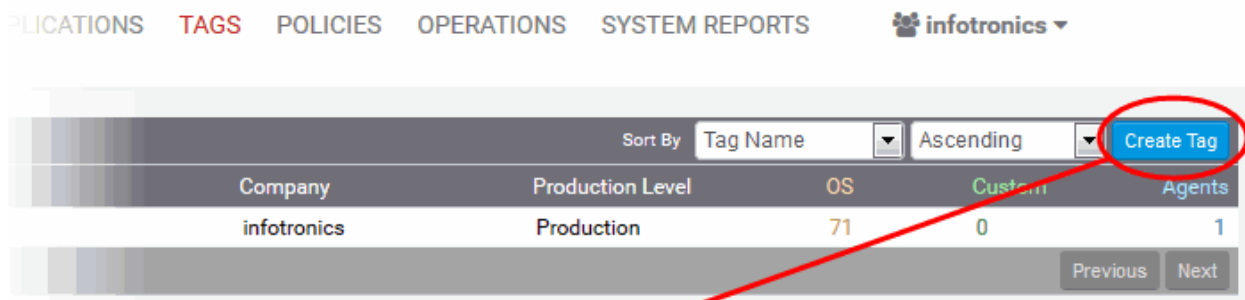 PLICATIONS TAGS POLICIES OPERATIONS SYSTEM REPORTS infotronics
Sort By Tag Name Ascending Create Tag
Company Production Level OS Custom Agents
infotronics Production 71 0 1
Previous Next